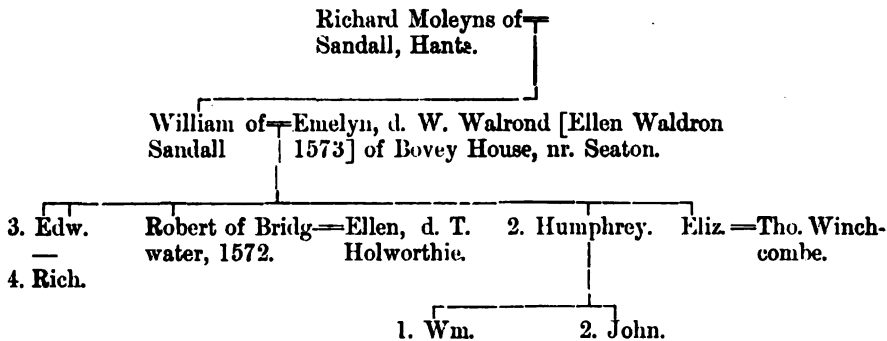 Richard Moleyns of
Sandall, Hants.
William of
Sandall
Emelyn, d. W. Walrond [Ellen Waldron
1573] of Bovey House, nr. Seaton.
3. Edw.
—
4. Rich.
Robert of Bridg
water, 1572.
Ellen, d. T.
Holworthie.
2. Humphrey.
Eliz.
Tho. Winch-
combe.
1. Wm.
2. John.